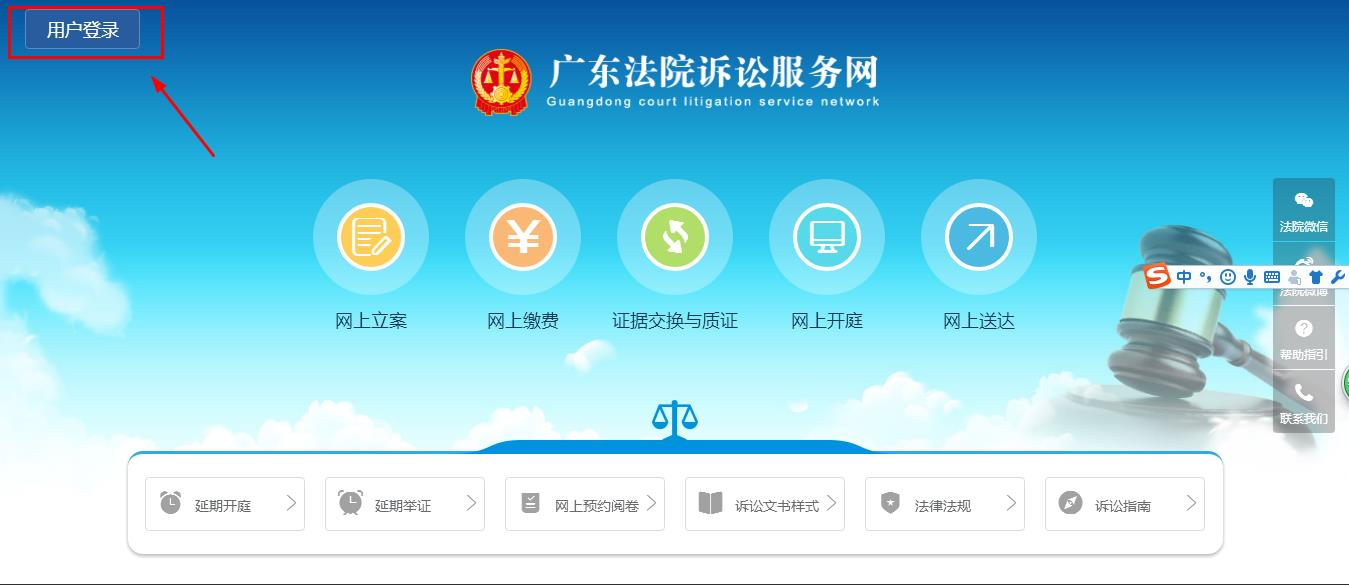 用户登录
广东法院诉讼服务网
Guangdong court litigation service network
网上立案
网上缴费
证据交换与质证
网上开庭
网上送达
法院微信
中
法院微博
帮助指引
联系我们
延期开庭
延期举证
网上预约阅卷
诉讼文书样式
法律法规
诉讼指南